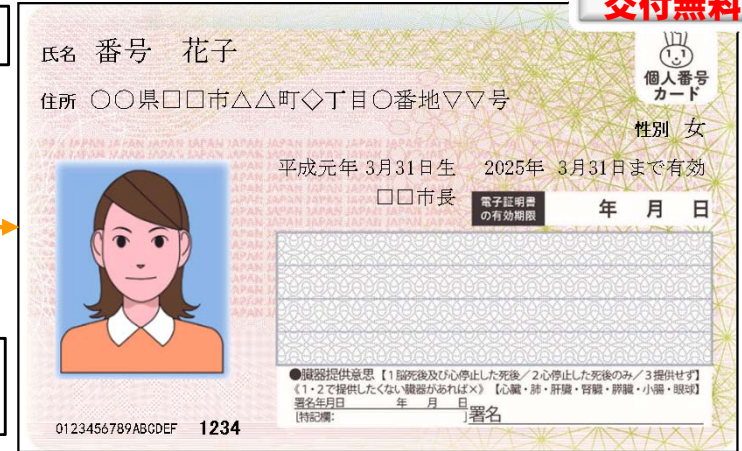 交付無料
氏名 番号 花子
個人番号
カード
住所 〇〇県□□市△△町◇丁目〇番地▽▽号
性別 女
平成元年 3月31日生 2025年 3月31日まで有効
□□市長
電子証明書
の有効期限
年 月 日
●臓器提供意思【1脳死後及び心停止した死後/2心停止した死後のみ/3提供せず】
《1・2で提供したくない臓器があれば×》【心臓・肺・肝臓・腎臓・膵臓・小腸・眼球】
署名年月日 年 月 日
[特記欄: ]署名
0123456789ABCDEF 1234